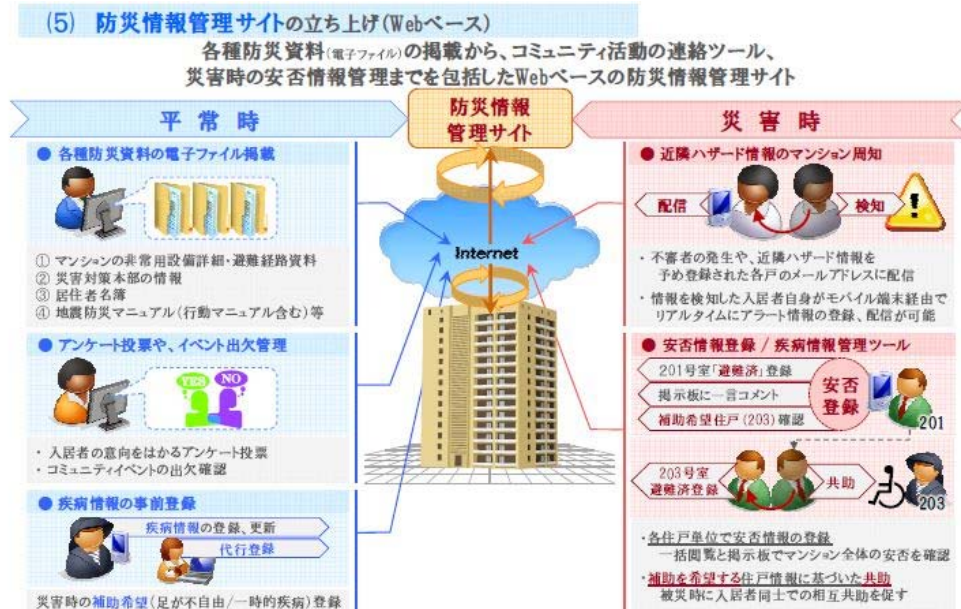 (5) 防災情報管理サイトの立ち上げ(Webベース)
各種防災資料(電子ファイル)の掲載から、コミュニティ活動の連絡ツール、
災害時の安否情報管理までを包括したWebベースの防災情報管理サイト
平常時
防災情報
管理サイト
災害時
● 各種防災資料の電子ファイル掲載
① マンションの非常用設備詳細・避難経路資料
② 災害対策本部の情報
③ 居住者名簿
④ 地震防災マニュアル(行動マニュアル含む)等
● アンケート投票や、イベント出欠管理
YES
NO
・ 入居者の意向をはかるアンケート投票
・ コミュニティイベントの出欠確認
● 疾病情報の事前登録
疾病情報の登録、更新
代行登録
災害時の補助希望(足が不自由/一時的疾病)登録
Internet
● 近隣ハザード情報のマンション周知
配信
検知
・ 不審者の発生や、近隣ハザード情報を
予め登録された各戸のメールアドレスに配信
・ 情報を検知した入居者自身がモバイル端末経由で
リアルタイムにアラート情報の登録、配信が可能
● 安否情報登録 / 疾病情報管理ツール
201号室「避難済」登録
掲示板に一言コメント
補助希望住戸(203)確認
安否
登録
201
203号室
避難済登録
共助
203
・各住戸単位で安否情報の登録
一括閲覧と掲示板でマンション全体の安否を確認
・補助を希望する住戸情報に基づいた共助
被災時に入居者同士での相互共助を促す